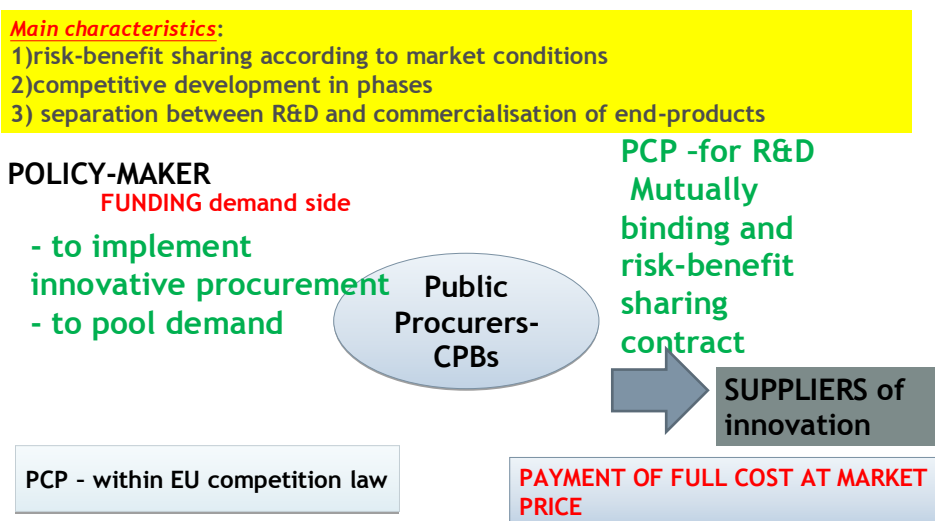 Main characteristics:
1)risk-benefit sharing according to market conditions
2)competitive development in phases
3) separation between R&D and commercialisation of end-products
POLICY-MAKER
FUNDING demand side
- to implement
innovative procurement
- to pool demand
Public
Procurers-
CPBs
PCP –for R&D
Mutually
binding and
risk-benefit
sharing
contract
SUPPLIERS of
innovation
PCP – within EU competition law
PAYMENT OF FULL COST AT MARKET
PRICE